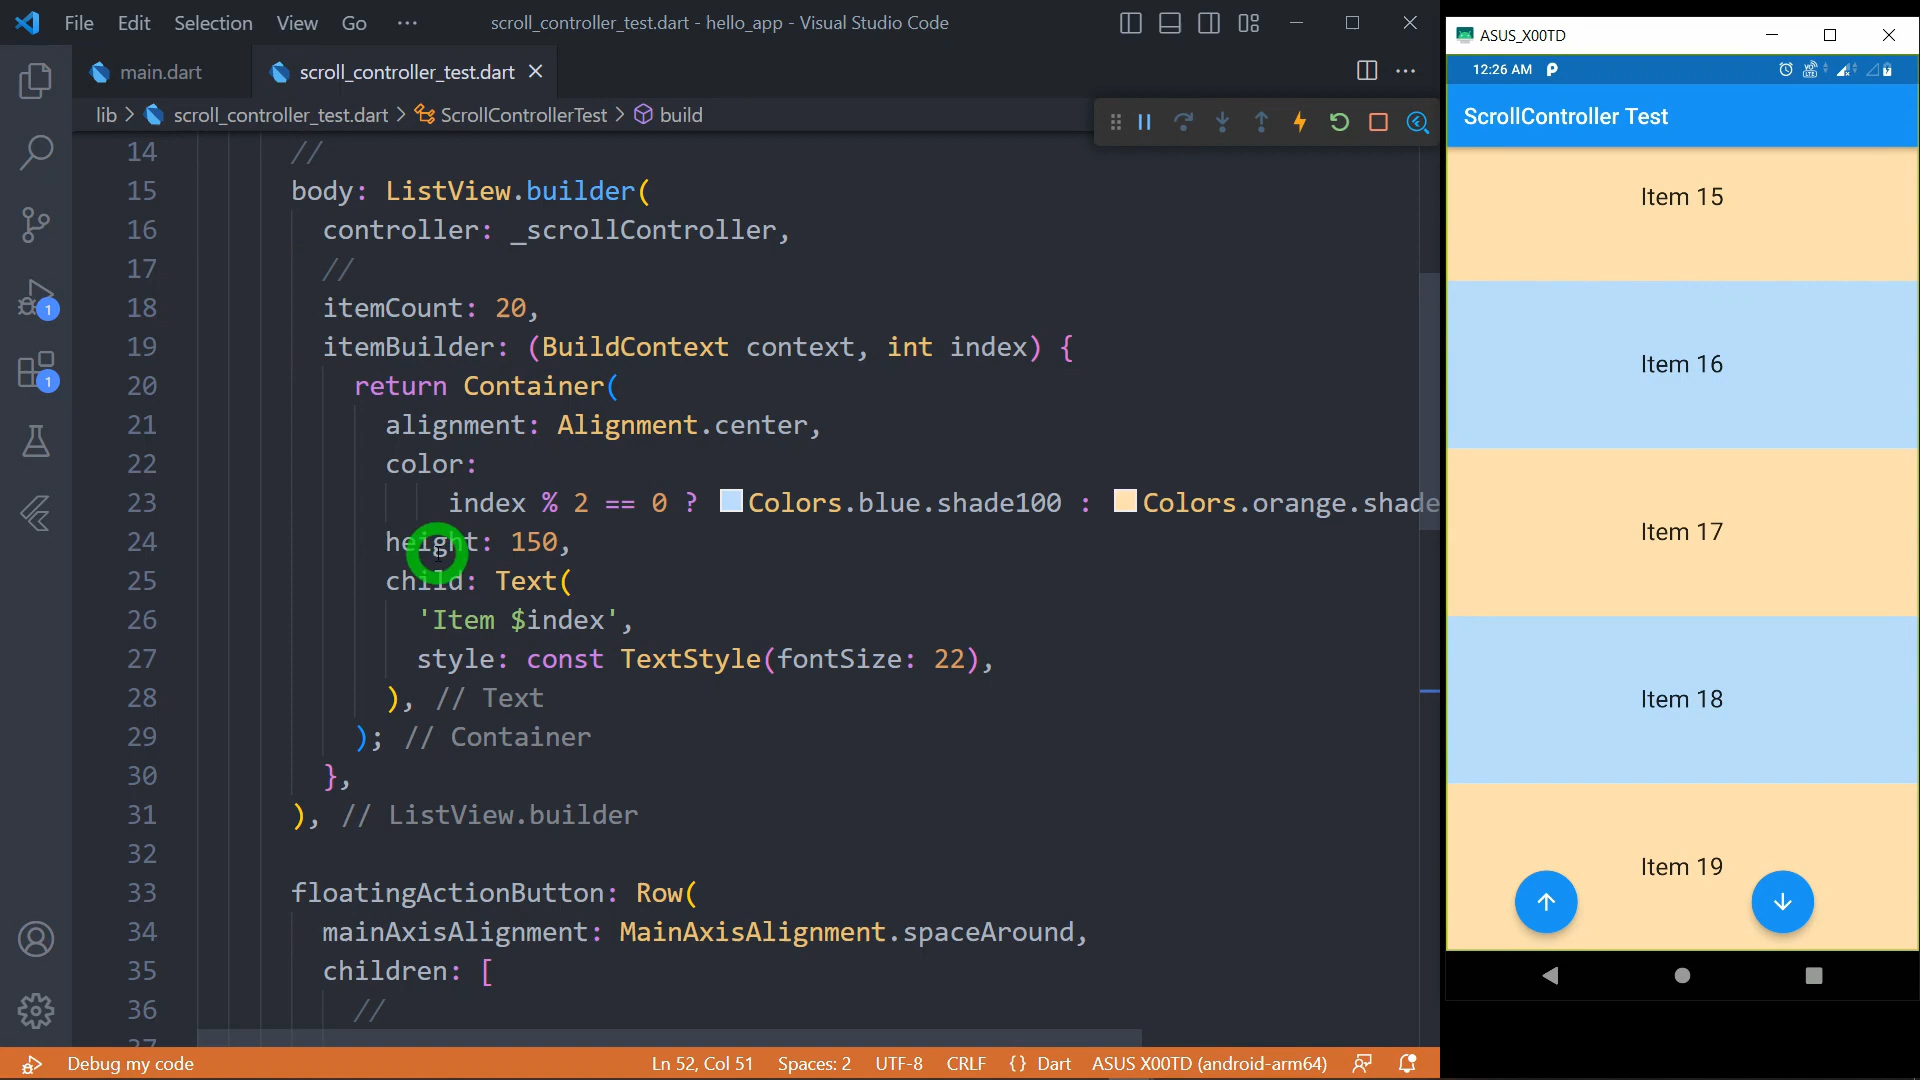 File Edit Selection View Go ··· scroll_controller_test.dart - hello_app - Visual Studio Code
main.dart scroll_controller_test.dart
lib > scroll_controller_test.dart > ScrollControllerTest > build
14 //
15 body: ListView.builder(
16 controller: _scrollController,
17 //
18 itemCount: 20,
19 itemBuilder: (BuildContext context, int index) {
20 return Container(
21 alignment: Alignment.center,
22 color:
23 index % 2 == 0 ? Colors.blue.shade100 : Colors.orange.shade
24 height: 150,
25 child: Text(
26 'Item $index',
27 style: const TextStyle(fontSize: 22),
28 ), // Text
29 ); // Container
30 },
31 ), // ListView.builder
32
33 floatingActionButton: Row(
34 mainAxisAlignment: MainAxisAlignment.spaceAround,
35 children: [
36 //
37
1
1
Debug my code Ln 52, Col 51 Spaces: 2 UTF-8 CRLF {} Dart ASUS X00TD (android-arm64)
ASUS_X00TD
12:26 AM
ScrollController Test
Item 15
Item 16
Item 17
Item 18
Item 19